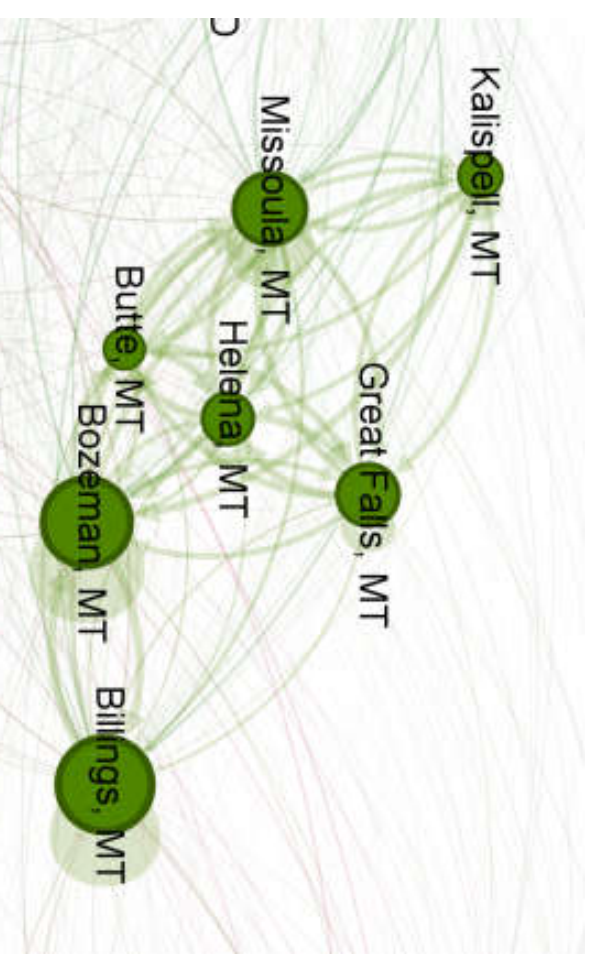 Kalispell, MT
Missoula, MT
Great Falls, MT
Helena, MT
Butte, MT
Bozeman, MT
Billings, MT